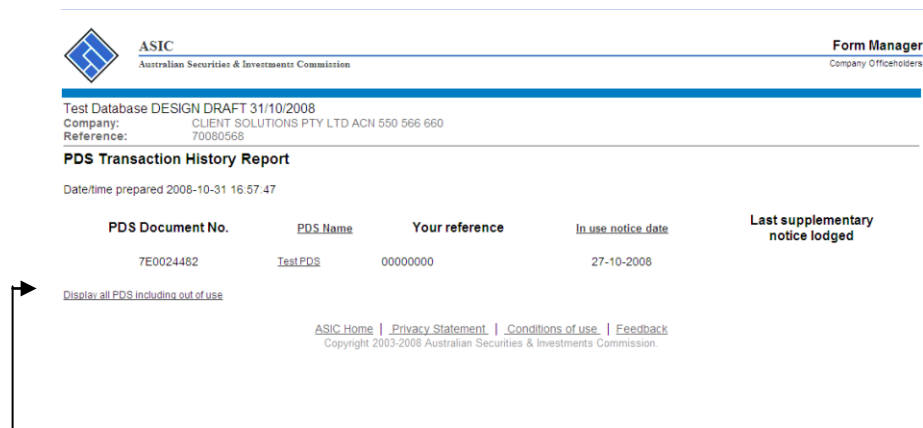 ASIC
Australian Securities & Investments Commission
Form Manager
Company Officeholders
Test Database DESIGN DRAFT 31/10/2008
Company: CLIENT SOLUTIONS PTY LTD ACN 550 566 660
Reference: 70080568
PDS Transaction History Report
Date/time prepared 2008-10-31 16:57:47
PDS Document No. PDS Name Your reference In use notice date Last supplementary notice lodged
7E0024482 Test PDS 00000000 27-10-2008
Display all PDS including out of use
ASIC Home | Privacy Statement | Conditions of use | Feedback
Copyright 2003-2008 Australian Securities & Investments Commission.